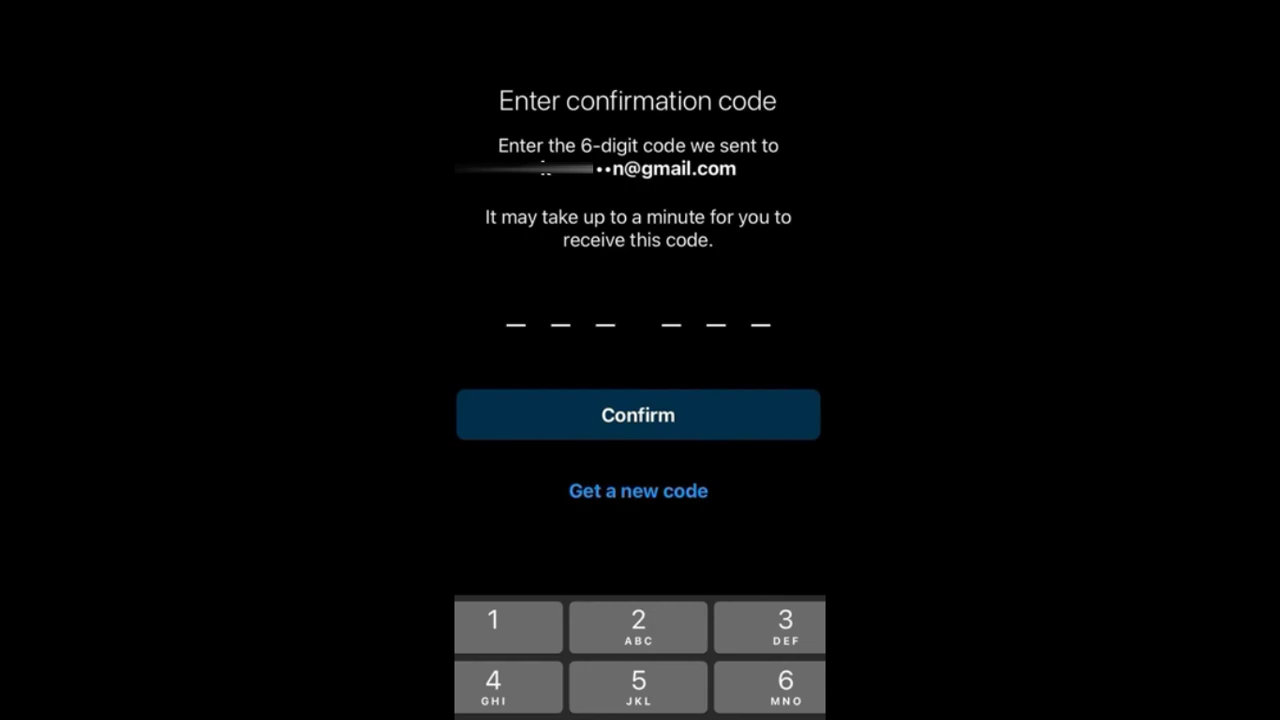 Enter confirmation code
Enter the 6-digit code we sent to
••n@gmail.com
It may take up to a minute for you to
receive this code.
Confirm
Get a new code
1
2
3
ABC
DEF
4
5
6
GHI
JKL
MNO